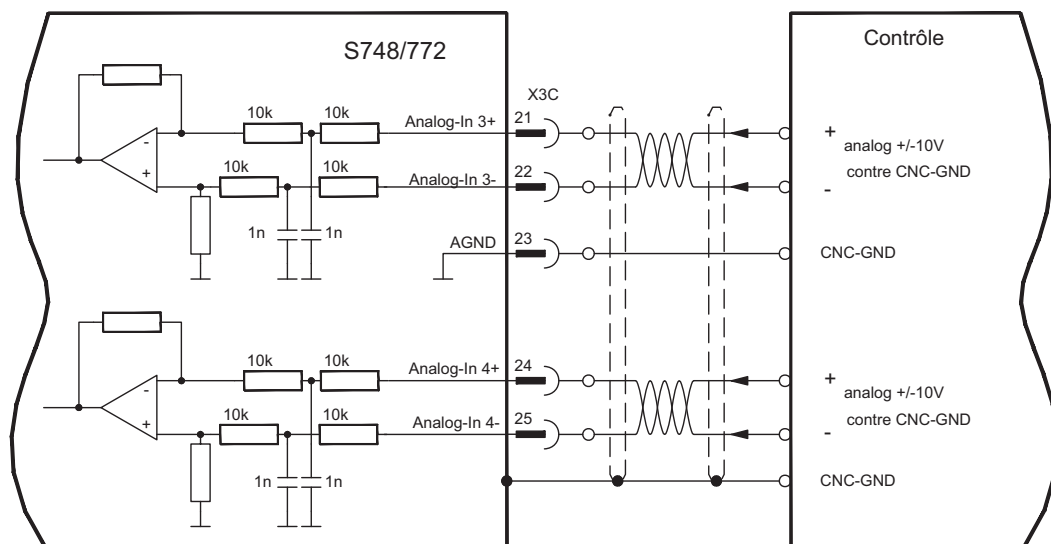 S748/772
Contrôle
X3C
10k
10k
Analog-In 3+
21
+
analog +/-10V
contre CNC-GND
-
-
+
10k
10k
Analog-In 3-
22
1n
1n
AGND
23
CNC-GND
10k
10k
Analog-In 4+
24
+
analog +/-10V
contre CNC-GND
-
-
+
10k
10k
Analog-In 4-
25
1n
1n
CNC-GND